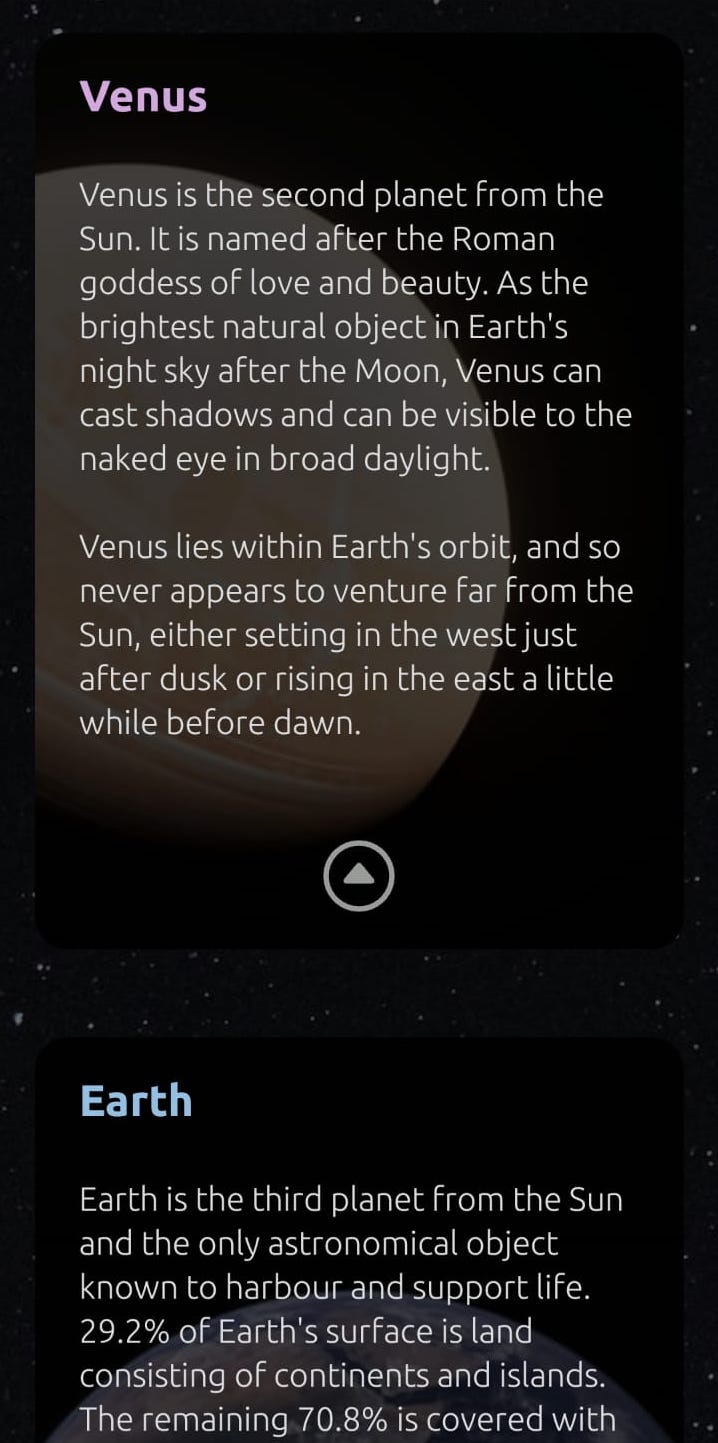 Venus
Venus is the second planet from the
Sun. It is named after the Roman
goddess of love and beauty. As the
brightest natural object in Earth's
night sky after the Moon, Venus can
cast shadows and can be visible to the
naked eye in broad daylight.
Venus lies within Earth's orbit, and so
never appears to venture far from the
Sun, either setting in the west just
after dusk or rising in the east a little
while before dawn.
Earth
Earth is the third planet from the Sun
and the only astronomical object
known to harbour and support life.
29.2% of Earth's surface is land
consisting of continents and islands.
The remaining 70.8% is covered with